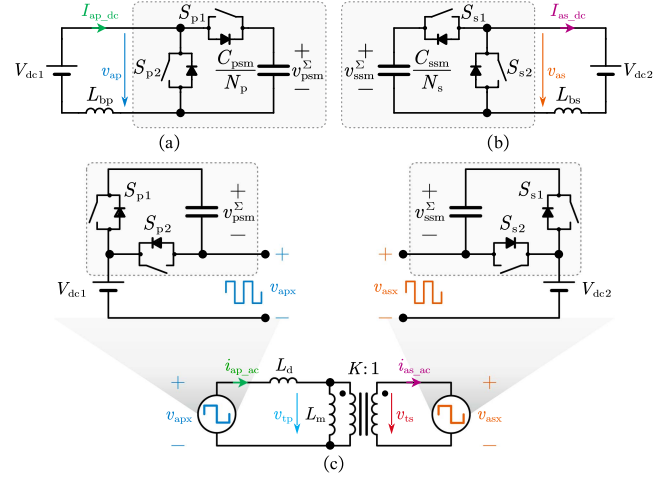 I_ap_dc S_p1
V_dc1 v_ap S_p2 C_psm/N_p + v^Σ_psm −
L_bp
(a)
S_s1 I_as_dc
+ v^Σ_ssm − C_ssm/N_s S_s2 v_as V_dc2
L_bs
(b)
S_p1 + v^Σ_psm −
S_p2
V_dc1 + v_apx −
+ v^Σ_ssm − S_s1
S_s2
+ v_asx − V_dc2
i_ap_ac L_d K:1 i_as_ac
+ v_apx − v_tp L_m v_ts + v_asx −
(c)